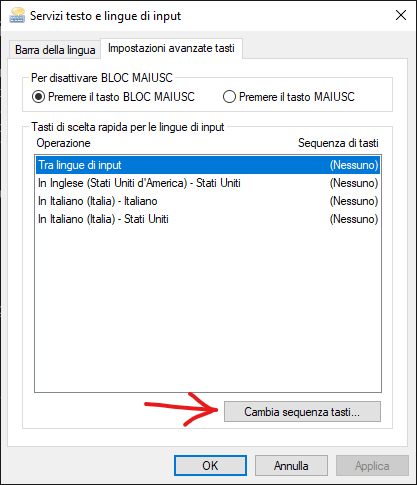 Servizi testo e lingue di input
Barra della lingua
Impostazioni avanzate tasti
Per disattivare BLOC MAIUSC
Premere il tasto BLOC MAIUSC
Premere il tasto MAIUSC
Tasti di scelta rapida per le lingue di input
Operazione Sequenza di tasti
Tra lingue di input (Nessuno)
In Inglese (Stati Uniti d'America) - Stati Uniti (Nessuno)
In Italiano (Italia) - Italiano (Nessuno)
In Italiano (Italia) - Stati Uniti (Nessuno)
Cambia sequenza tasti...
OK Annulla Applica